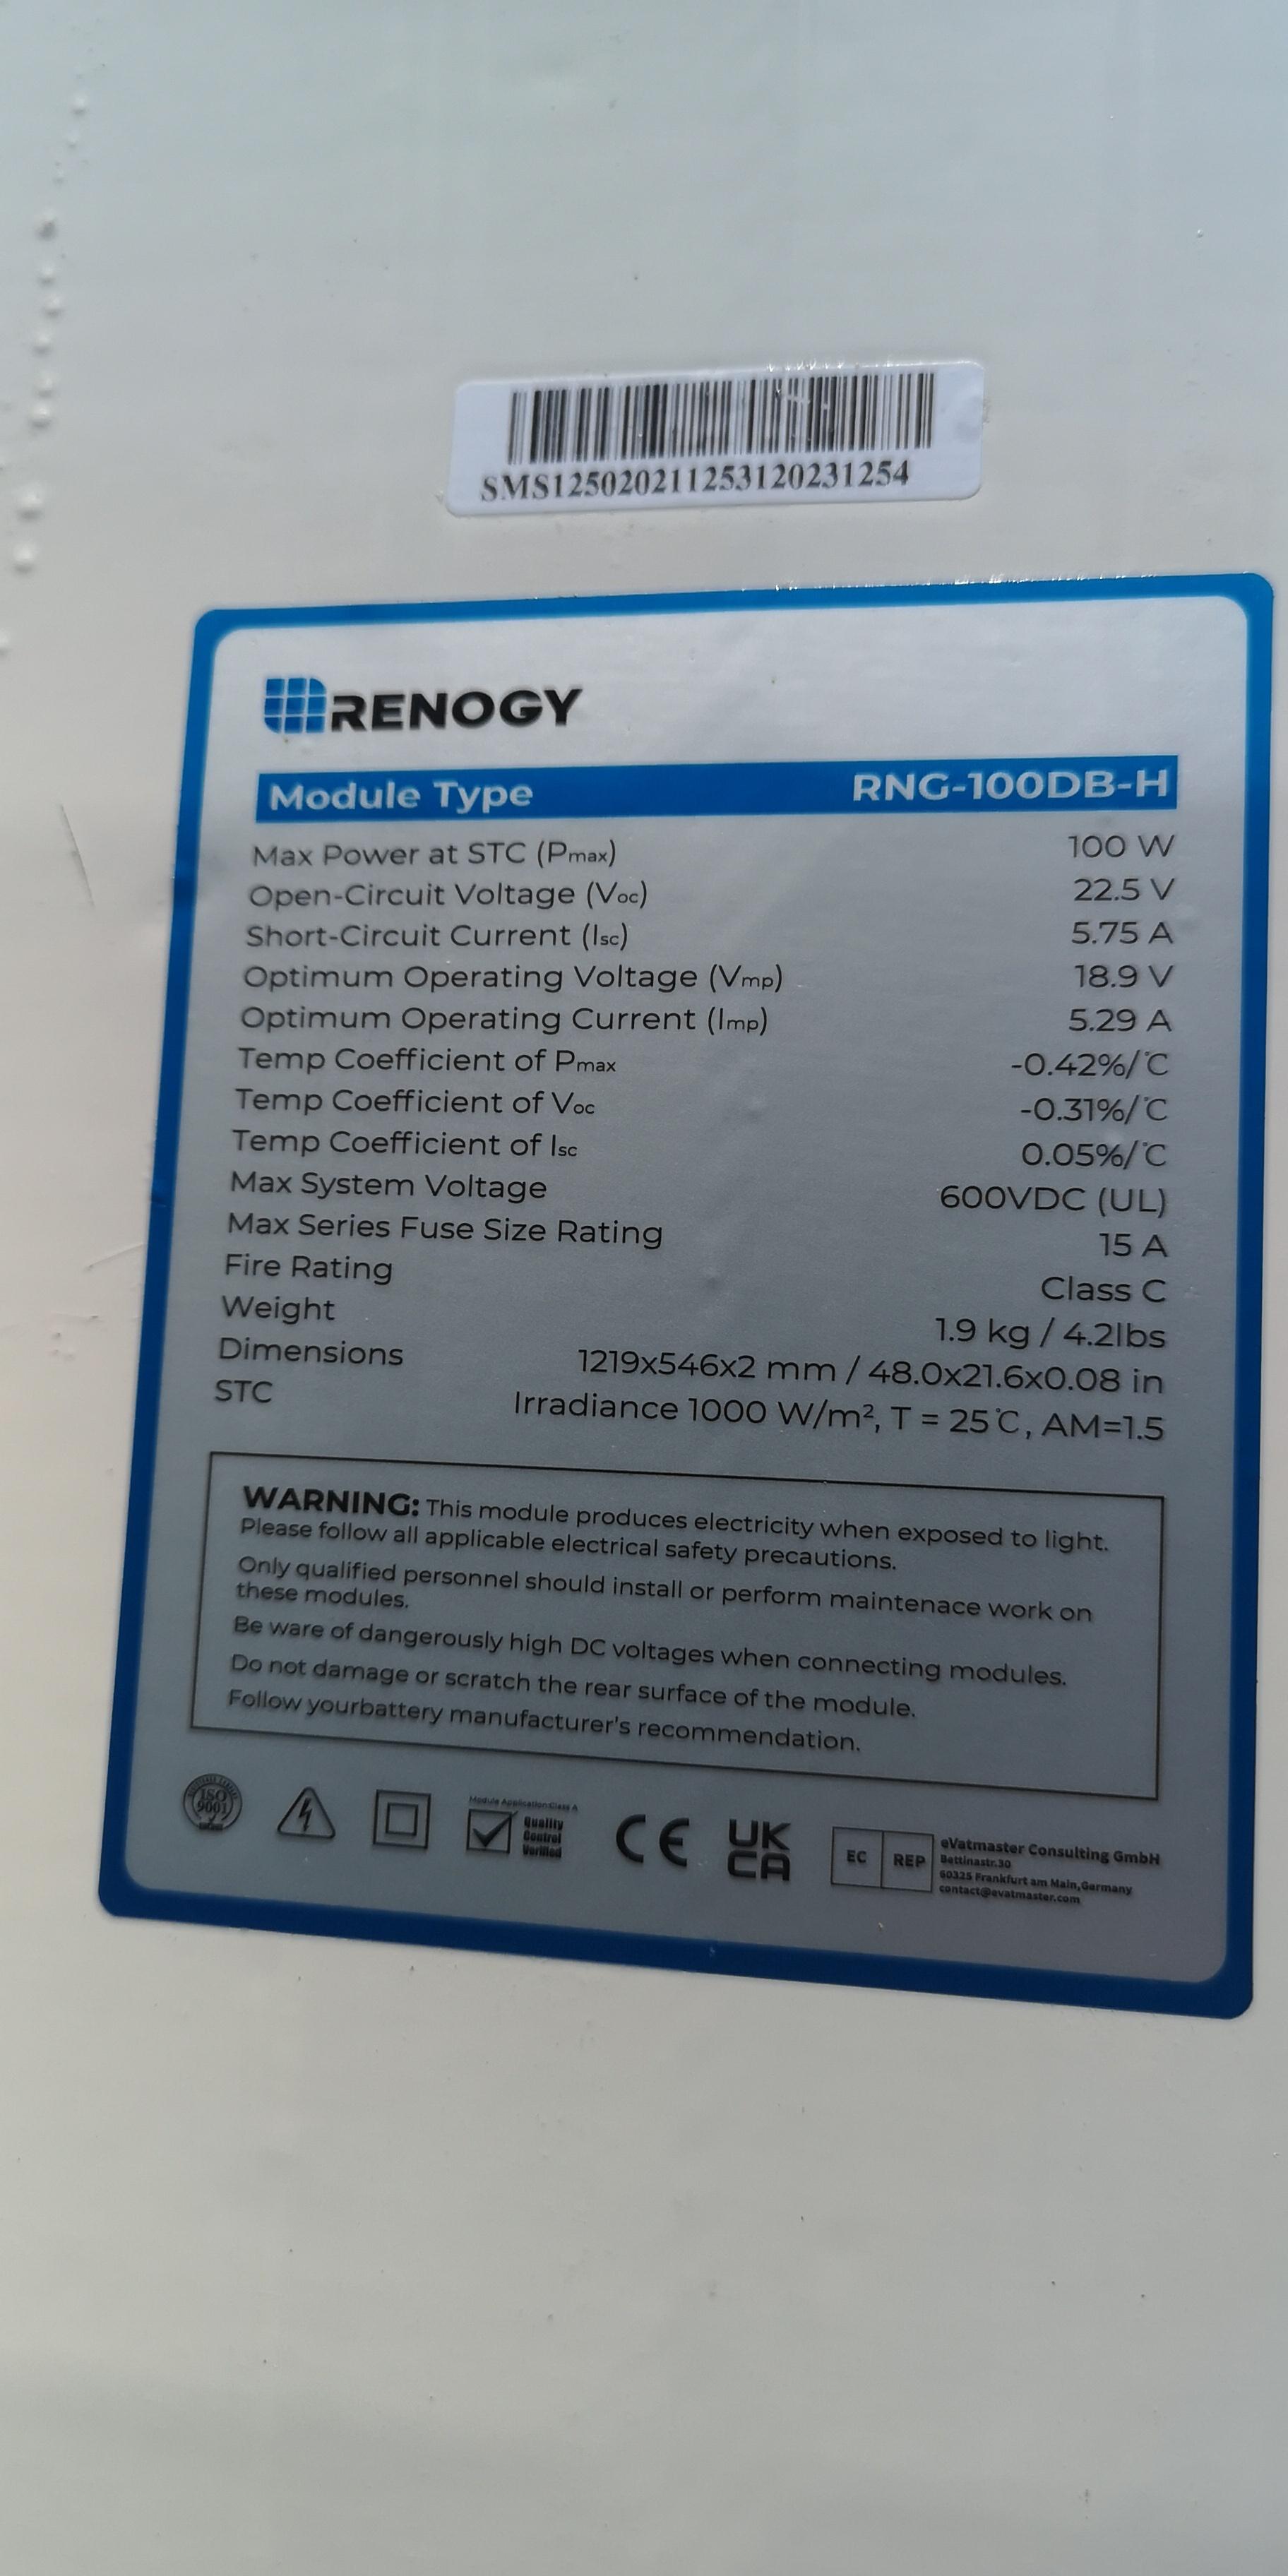 SMS125020211253120231254
RENOGY
Module Type RNG-100DB-H
Max Power at STC (Pmax) 100 W
Open-Circuit Voltage (Voc) 22.5 V
Short-Circuit Current (Isc) 5.75 A
Optimum Operating Voltage (Vmp) 18.9 V
Optimum Operating Current (Imp) 5.29 A
Temp Coefficient of Pmax -0.42%/℃
Temp Coefficient of Voc -0.31%/℃
Temp Coefficient of Isc 0.05%/℃
Max System Voltage 600VDC (UL)
Max Series Fuse Size Rating 15 A
Fire Rating Class C
Weight 1.9 kg / 4.2lbs
Dimensions 1219x546x2 mm / 48.0x21.6x0.08 in
STC Irradiance 1000 W/m², T = 25℃, AM=1.5
WARNING: This module produces electricity when exposed to light.
Please follow all applicable electrical safety precautions.
Only qualified personnel should install or perform maintenace work on
these modules.
Be ware of dangerously high DC voltages when connecting modules.
Do not damage or scratch the rear surface of the module.
Follow yourbattery manufacturer's recommendation.
ISO
9001
Module Application:Class A
Quality
Control
Verified
CE
UK
CA
EC REP
eVatmaster Consulting GmbH
Bettinastr.30
60325 Frankfurt am Main,Germany
contact@evatmaster.com